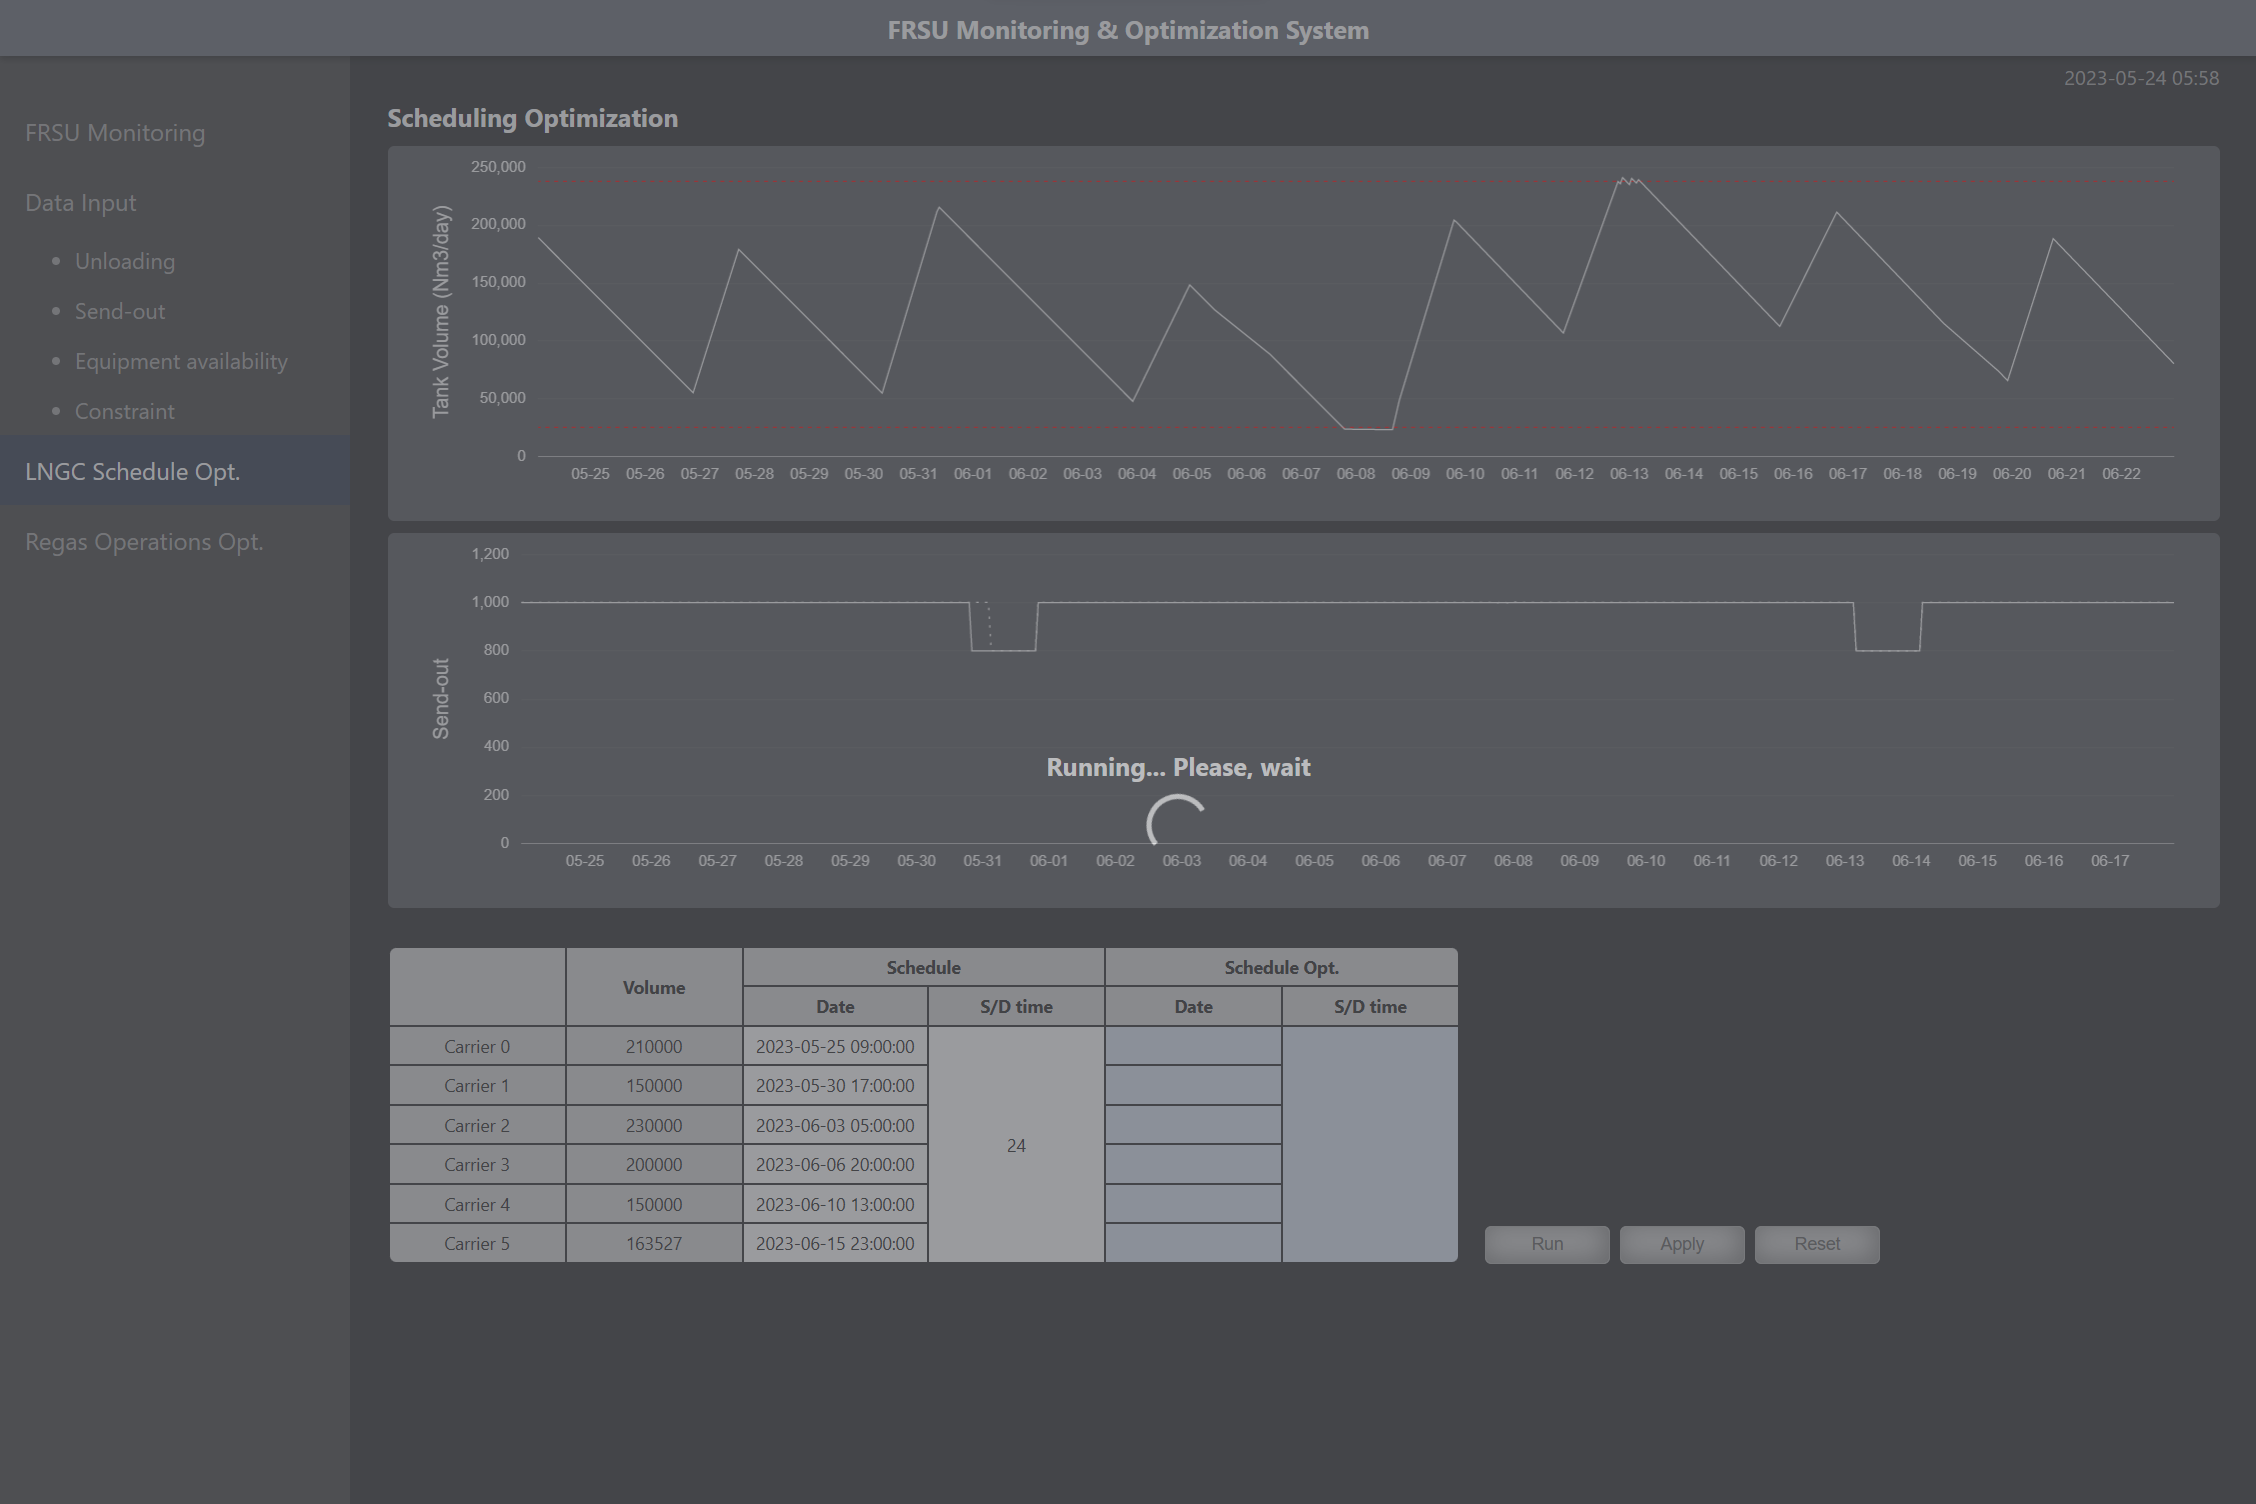 FRSU Monitoring & Optimization System
2023-05-24 05:58
FRSU Monitoring
Data Input
Unloading
Send-out
Equipment availability
Constraint
LNGC Schedule Opt.
Regas Operations Opt.
Scheduling Optimization
Tank Volume (Nm3/day)
250,000
200,000
150,000
100,000
50,000
0
05-25 05-26 05-27 05-28 05-29 05-30 05-31 06-01 06-02 06-03 06-04 06-05 06-06 06-07 06-08 06-09 06-10 06-11 06-12 06-13 06-14 06-15 06-16 06-17 06-18 06-19 06-20 06-21 06-22
Send-out
1,200
1,000
800
600
400
200
0
05-25 05-26 05-27 05-28 05-29 05-30 05-31 06-01 06-02 06-03 06-04 06-05 06-06 06-07 06-08 06-09 06-10 06-11 06-12 06-13 06-14 06-15 06-16 06-17
Running... Please, wait
Volume Schedule Schedule Opt.
Date S/D time Date S/D time
Carrier 0 210000 2023-05-25 09:00:00
Carrier 1 150000 2023-05-30 17:00:00
Carrier 2 230000 2023-06-03 05:00:00
24
Carrier 3 200000 2023-06-06 20:00:00
Carrier 4 150000 2023-06-10 13:00:00
Carrier 5 163527 2023-06-15 23:00:00
Run Apply Reset